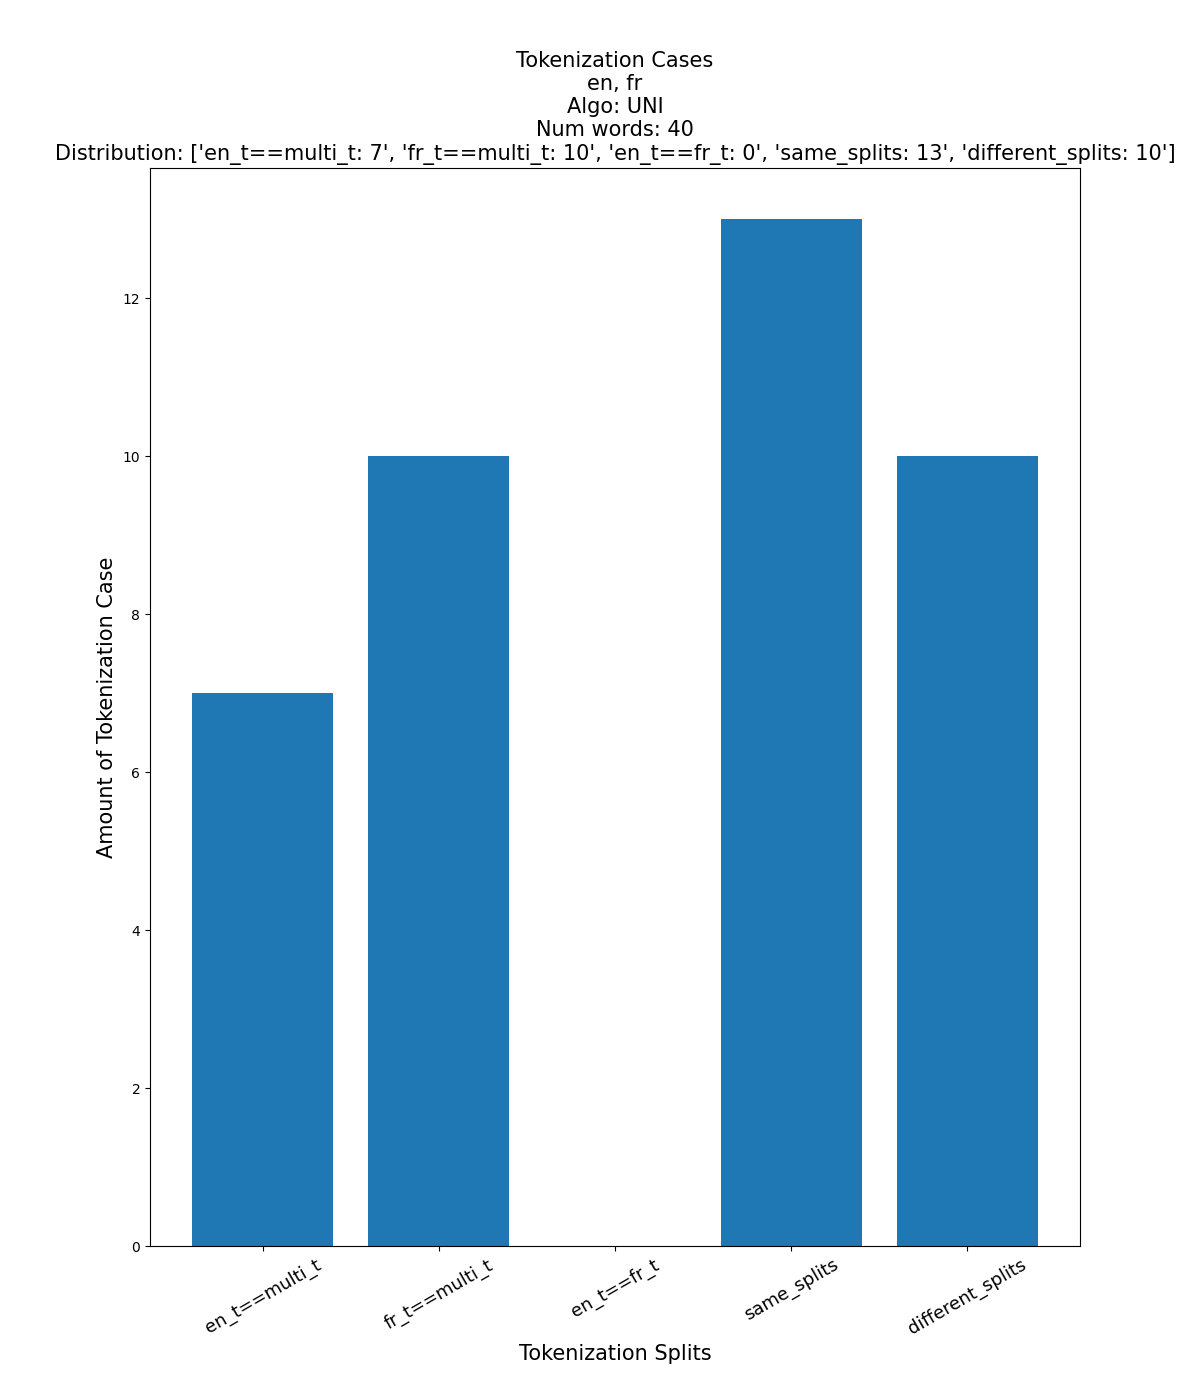 Tokenization Cases
en, fr
Algo: UNI
Num words: 40
Distribution: ['en_t==multi_t: 7', 'fr_t==multi_t: 10', 'en_t==fr_t: 0', 'same_splits: 13', 'different_splits: 10']
Amount of Tokenization Case
12
10
8
6
4
2
0
en_t==multi_t
fr_t==multi_t
en_t==fr_t
same_splits
different_splits
Tokenization Splits